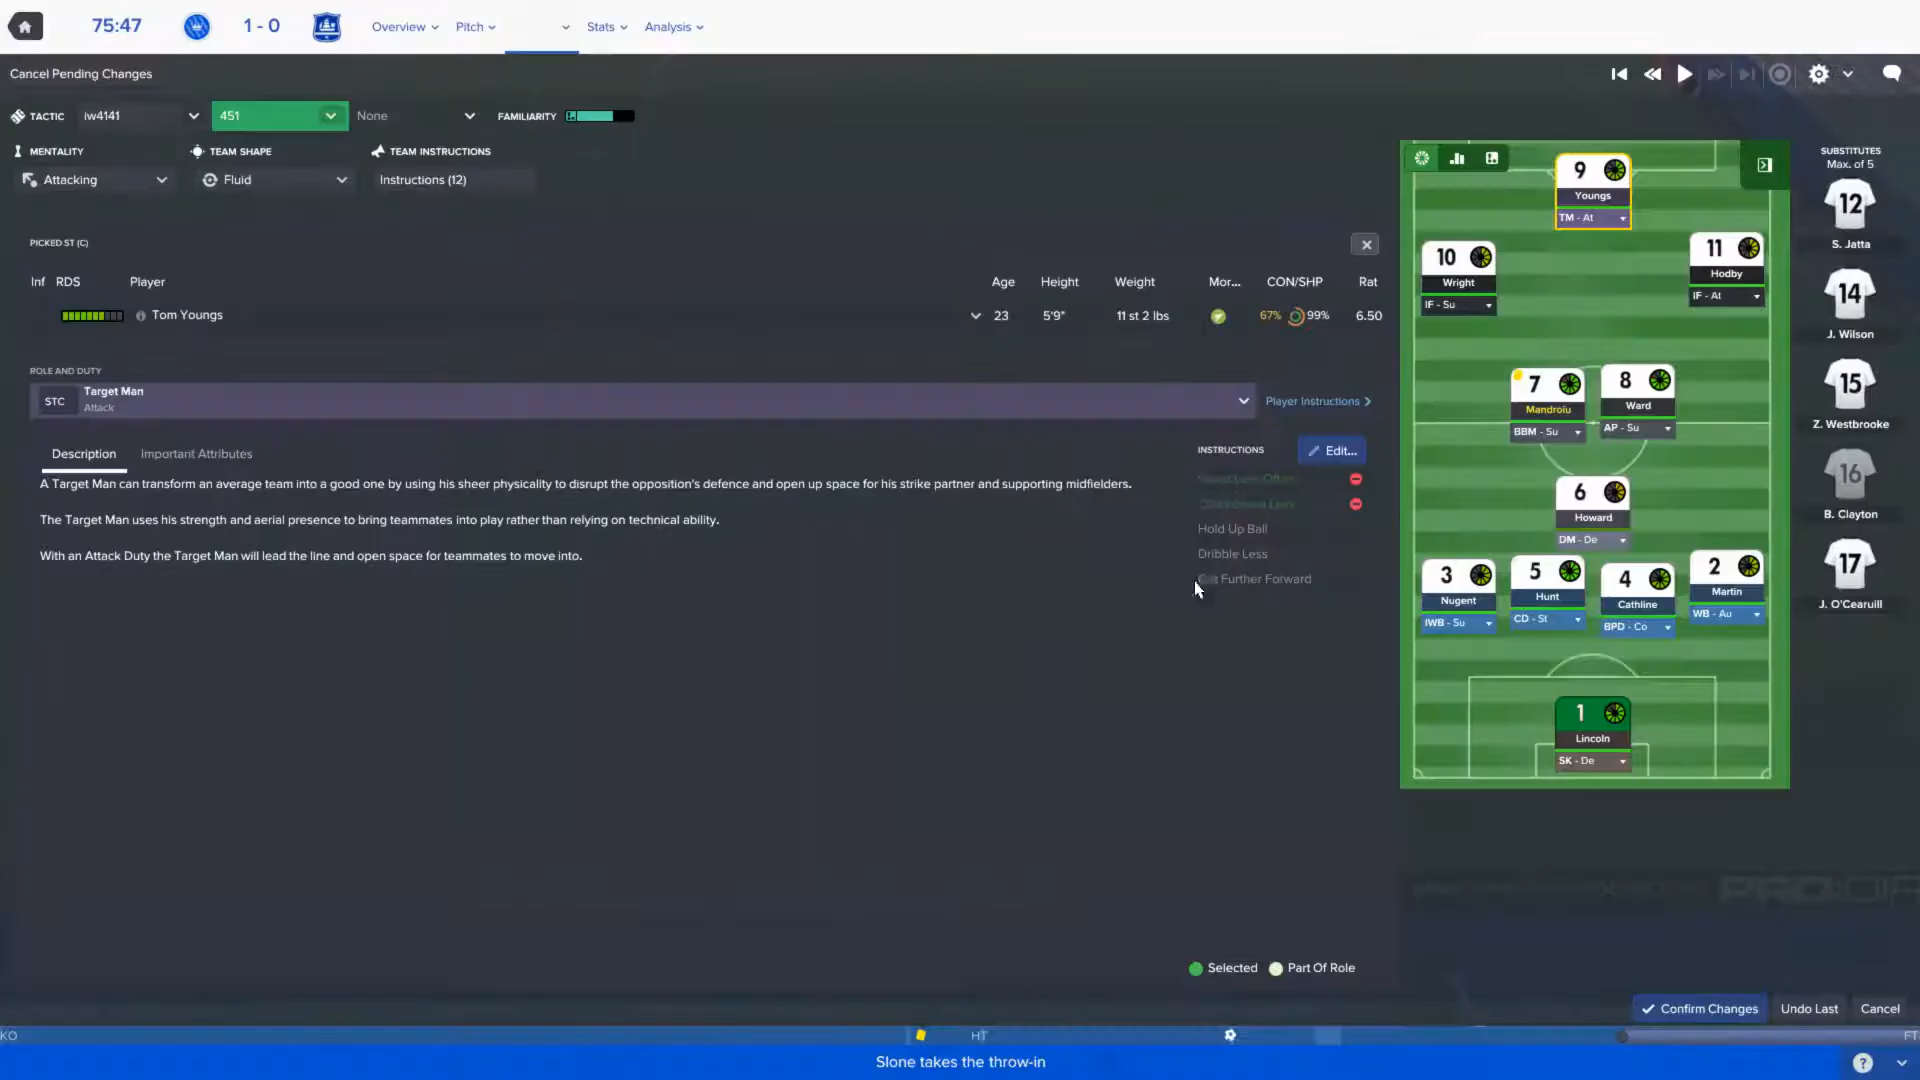 75:47 1 - 0 Overview Pitch Stats Analysis
Cancel Pending Changes
TACTIC iw4141 451 None FAMILIARITY
MENTALITY TEAM SHAPE TEAM INSTRUCTIONS
Attacking Fluid Instructions (12)
PICKED ST (C)
Inf RDS Player Age Height Weight Mor... CON/SHP Rat
Tom Youngs 23 5'9" 11 st 2 lbs 67% 99% 6.50
ROLE AND DUTY
STC Target Man
Attack
Player Instructions
Description Important Attributes
A Target Man can transform an average team into a good one by using his sheer physicality to disrupt the opposition's defence and open up space for his strike partner and supporting midfielders.
The Target Man uses his strength and aerial presence to bring teammates into play rather than relying on technical ability.
With an Attack Duty the Target Man will lead the line and open space for teammates to move into.
INSTRUCTIONS Edit...
Hold Up Ball
Dribble Less
Further Forward
Selected Part Of Role
9
Youngs
TM - At
10
Wright
IF - Su
11
Hodby
IF - At
7
Mandroiu
BBM - Su
8
Ward
AP - Su
6
Howard
DM - De
3
Nugent
IWB - Su
5
Hunt
CD - St
4
Cathline
BPD - Co
2
Martin
WB - Au
1
Lincoln
SK - De
SUBSTITUTES
Max. of 5
12
S. Jatta
14
J. Wilson
15
Z. Westbrooke
16
B. Clayton
17
J. O'Cearuill
Confirm Changes Undo Last Cancel
KO HT FT
Slone takes the throw-in
?